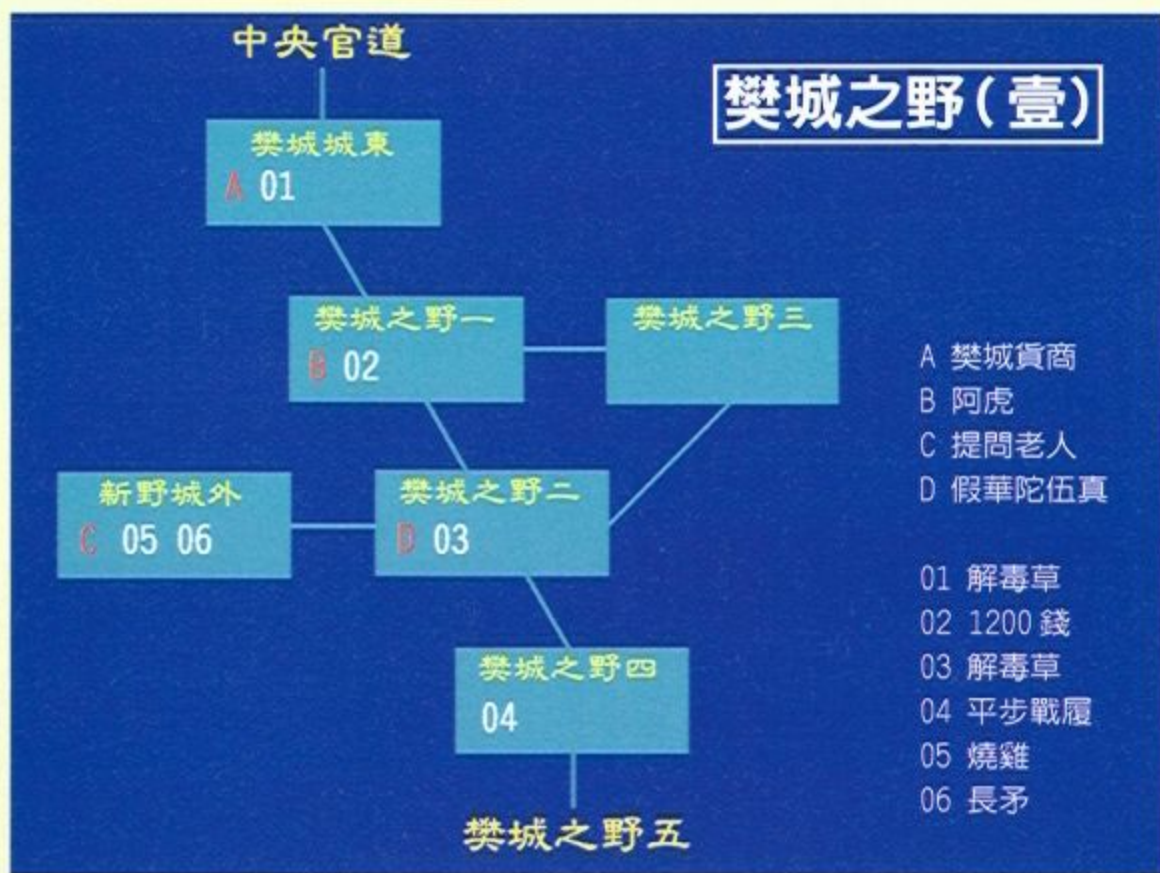 中央官道
樊城之野(壹)
樊城城東
A 01
樊城之野一
B 02
樊城之野三
新野城外
C 05 06
樊城之野二
D 03
樊城之野四
04
樊城之野五
A 樊城貨商
B 阿虎
C 提問老人
D 假華陀伍真
01 解毒草
02 1200錢
03 解毒草
04 平步戰履
05 燒雞
06 長矛